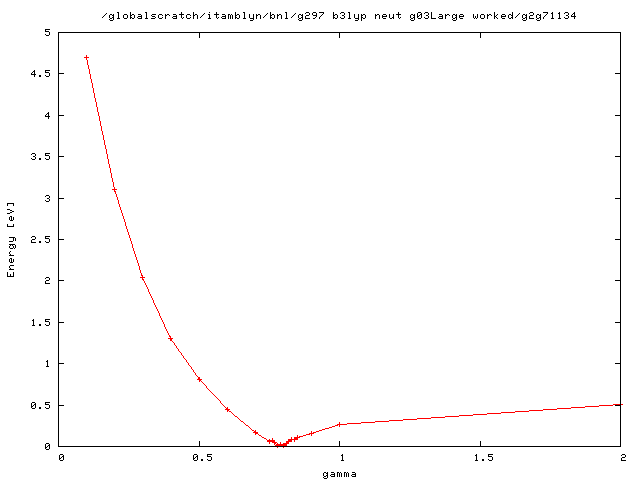 /globalscratch/itamblyn/bnl/g297 b3lyp neut g03Large worked/g2g71134
5
4.5
4
3.5
3
2.5
2
1.5
1
0.5
0
Energy [eV]
0 0.5 1 1.5 2
gamma